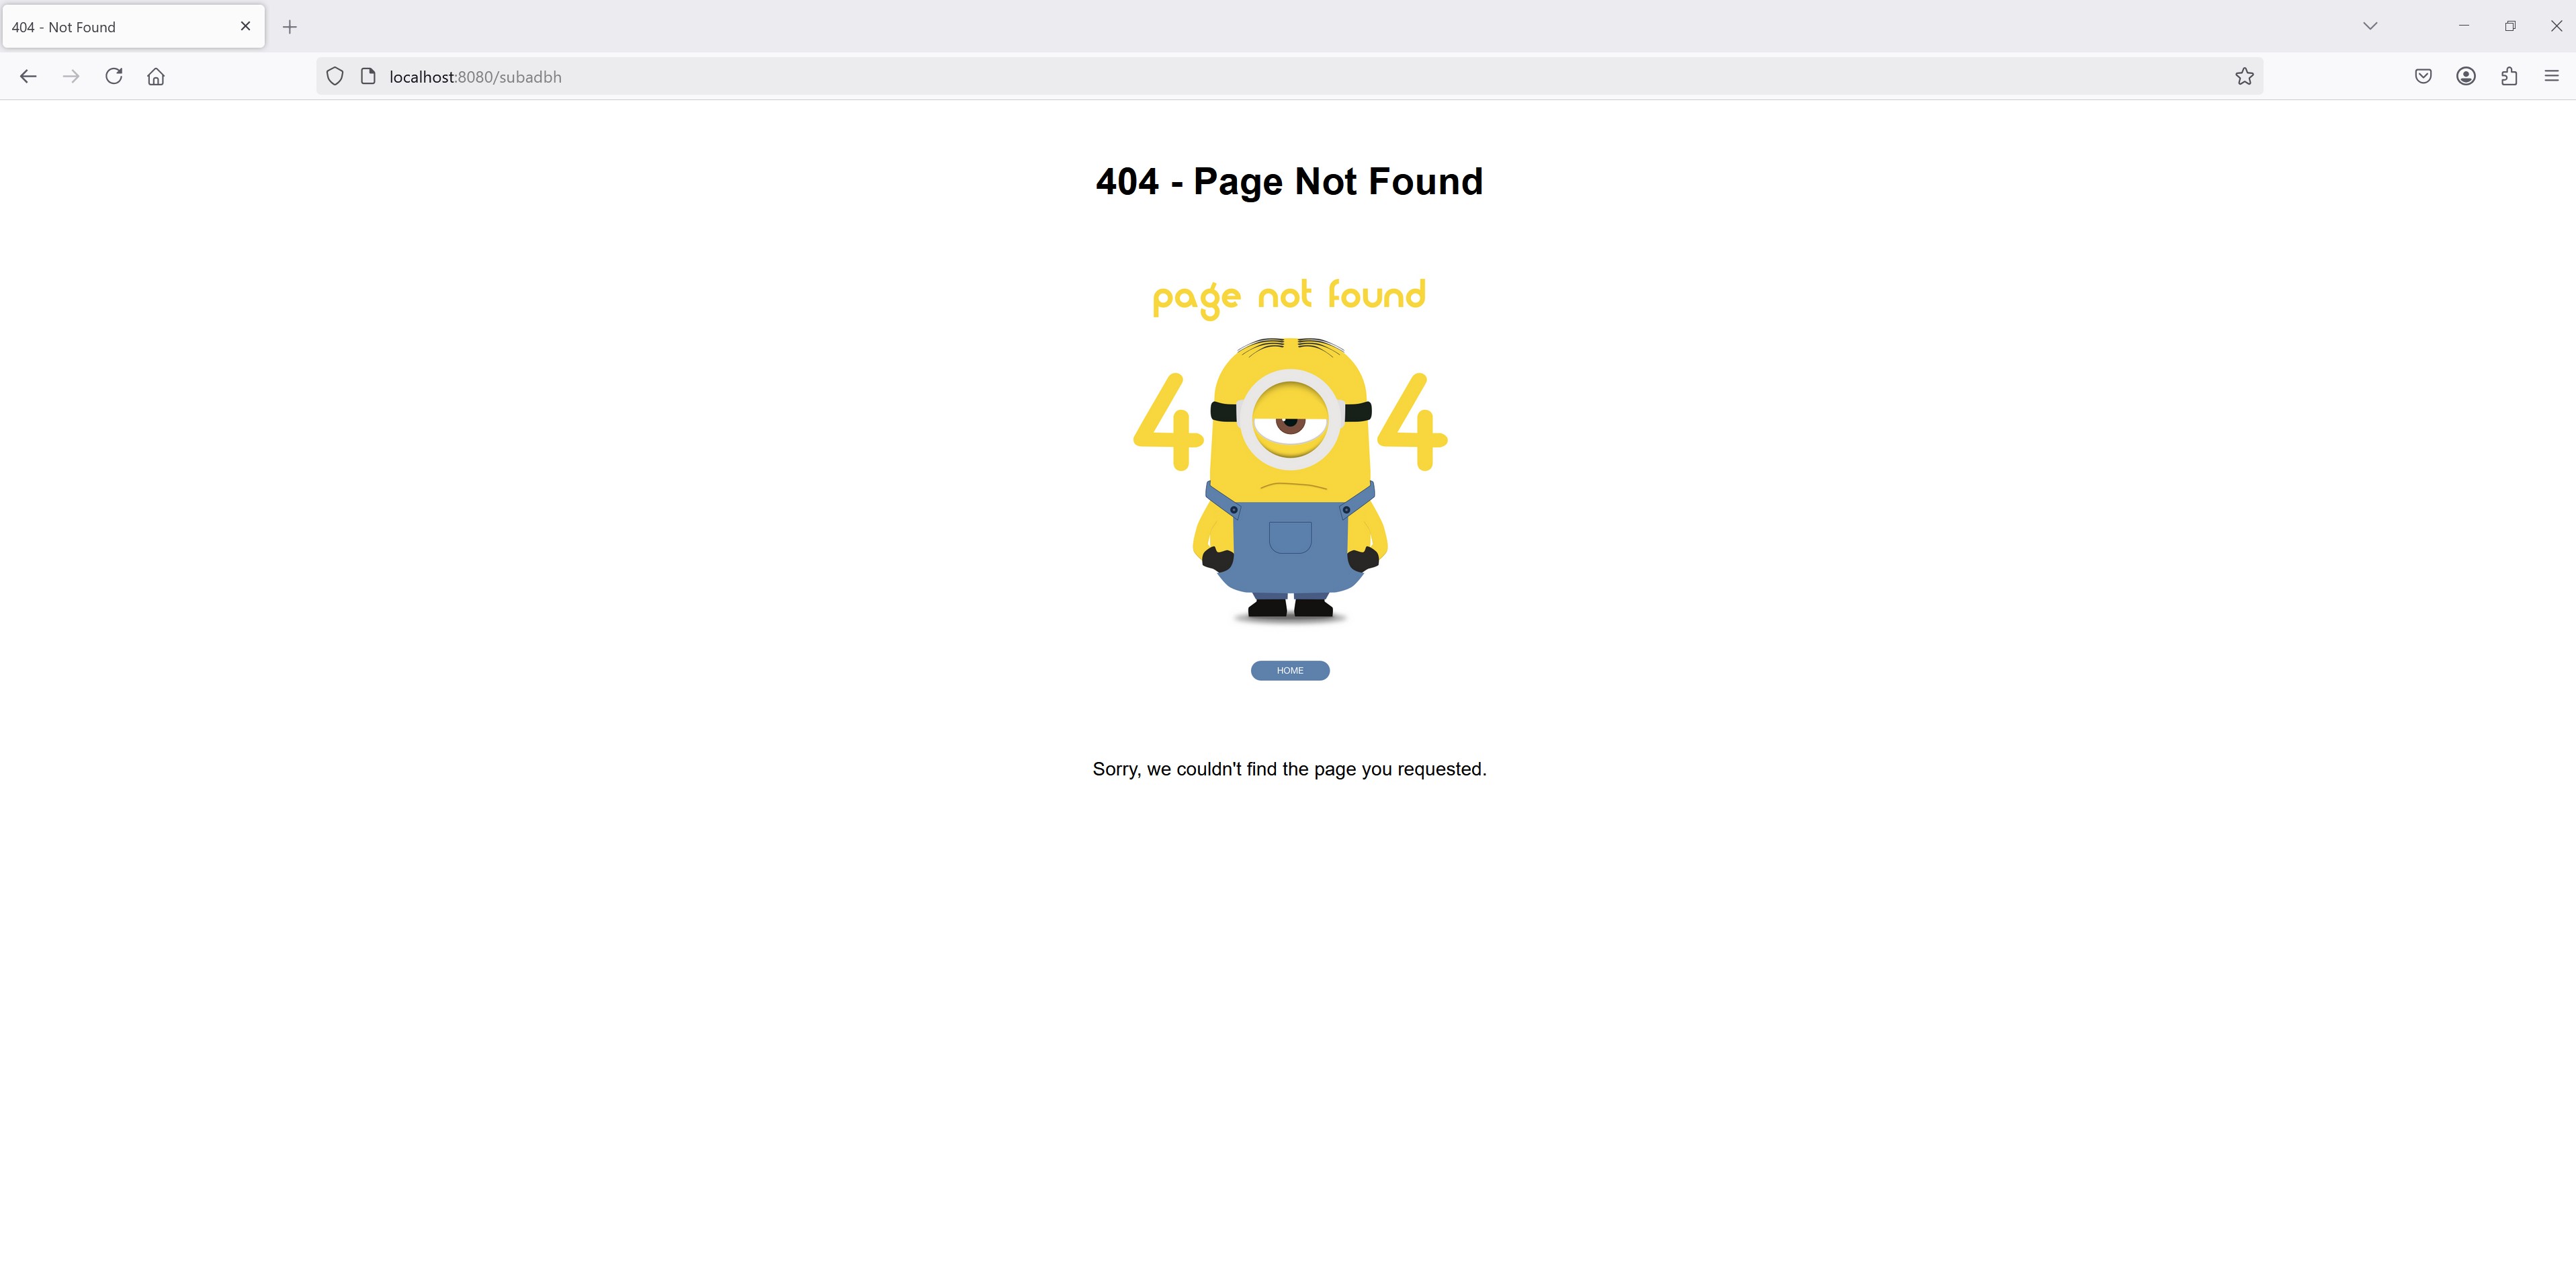 404 - Not Found
localhost:8080/subadbh
404 - Page Not Found
page not found
4 4
HOME
Sorry, we couldn't find the page you requested.